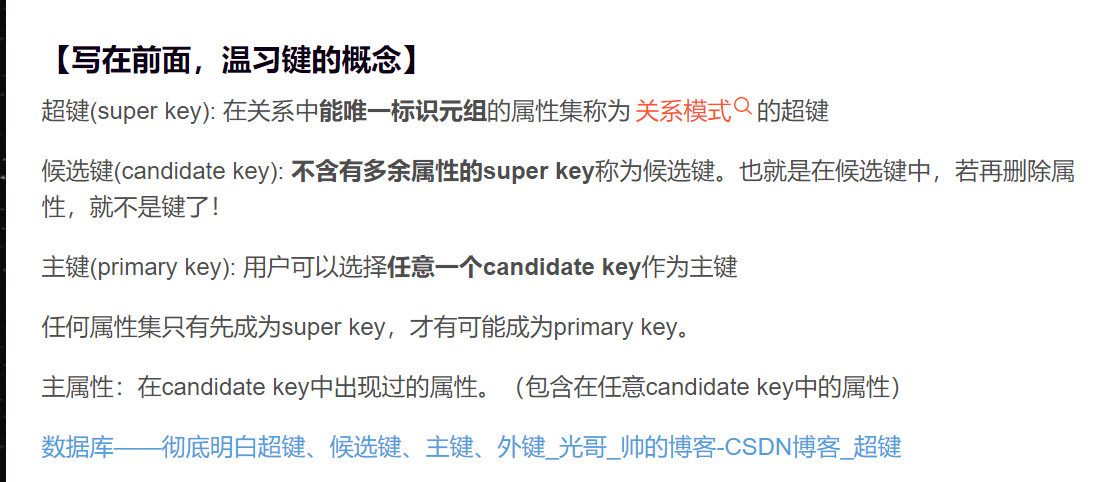 【写在前面，温习键的概念】
超键(super key): 在关系中能唯一标识元组的属性集称为 关系模式 的超键
候选键(candidate key): 不含有多余属性的super key称为候选键。也就是在候选键中，若再删除属
性，就不是键了！
主键(primary key): 用户可以选择任意一个candidate key作为主键
任何属性集只有先成为super key，才有可能成为primary key。
主属性：在candidate key中出现过的属性。（包含在任意candidate key中的属性）
数据库——彻底明白超键、候选键、主键、外键_光哥_帅的博客-CSDN博客_超键